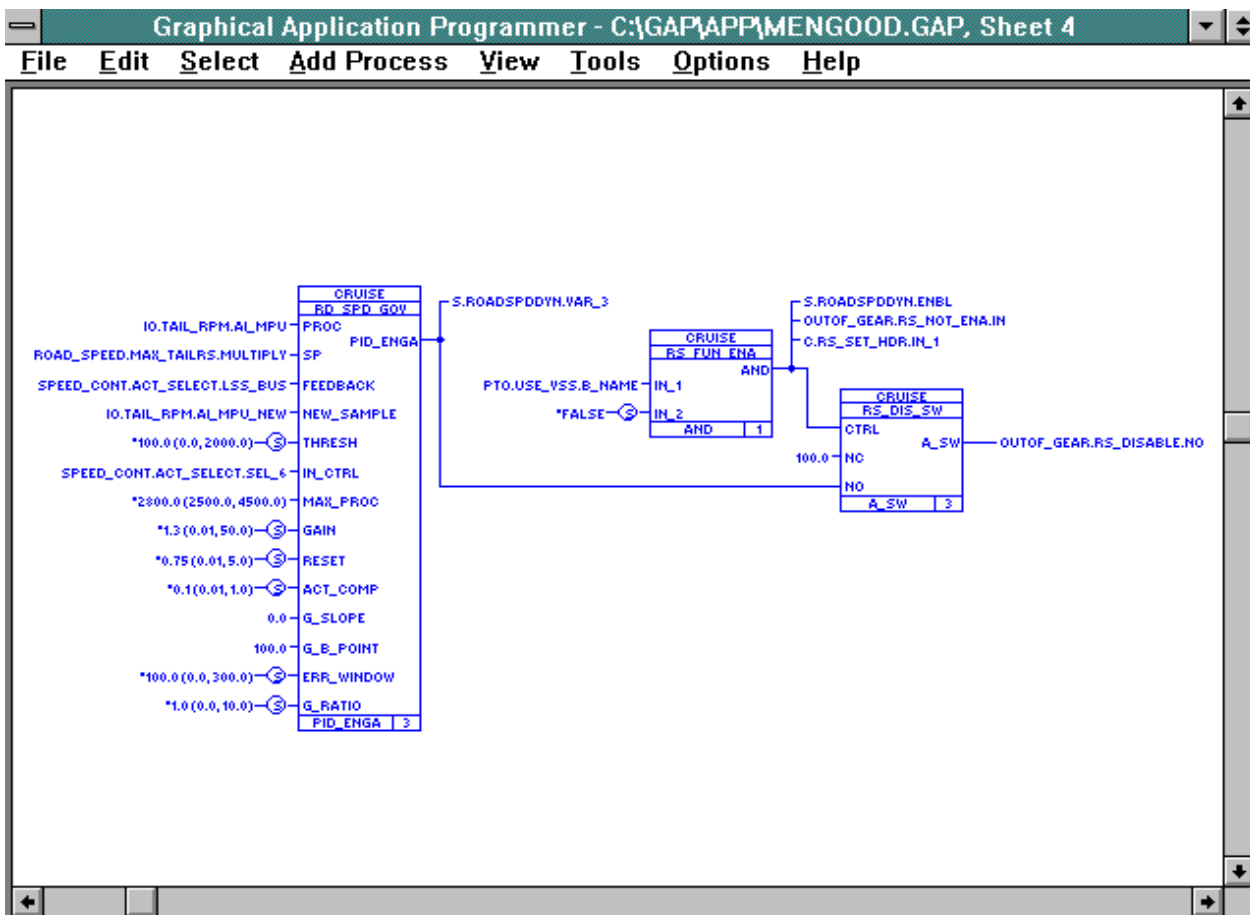 Graphical Application Programmer - C:\GAP\APP\MENGOOD.GAP, Sheet 4
File Edit Select Add Process View Tools Options Help
CRUISE
RD_SPD_GOV
IO.TAIL_RPM.AI_MPU
PROC
PID_ENGA
ROAD_SPEED.MAX_TAILRS.MULTIPLY
SP
SPEED_CONT.ACT_SELECT.LSS_BUS
FEEDBACK
IO.TAIL_RPM.AI_MPU_NEW
NEW_SAMPLE
*100.0 (0.0, 2000.0) S
THRESH
SPEED_CONT.ACT_SELECT.SEL_6
IN_CTRL
*2800.0 (2500.0, 4500.0)
MAX_PROC
*1.3 (0.01, 50.0) S
GAIN
*0.75 (0.01, 5.0) S
RESET
*0.1 (0.01, 1.0) S
ACT_COMP
0.0
G_SLOPE
100.0
G_B_POINT
*100.0 (0.0, 300.0) S
ERR_WINDOW
*1.0 (0.0, 10.0) S
G_RATIO
PID_ENGA 3
S.ROADSPDDYN.VAR_3
CRUISE
RS_FUN_ENA
AND
PTO.USE_VSS.B_NAME
IN_1
*FALSE S
IN_2
AND 1
S.ROADSPDDYN.ENBL
OUTOF_GEAR.RS_NOT_ENA.IN
C.RS_SET_HDR.IN_1
CRUISE
RS_DIS_SW
CTRL
A_SW
OUTOF_GEAR.RS_DISABLE.NO
100.0
NC
NO
A_SW 3